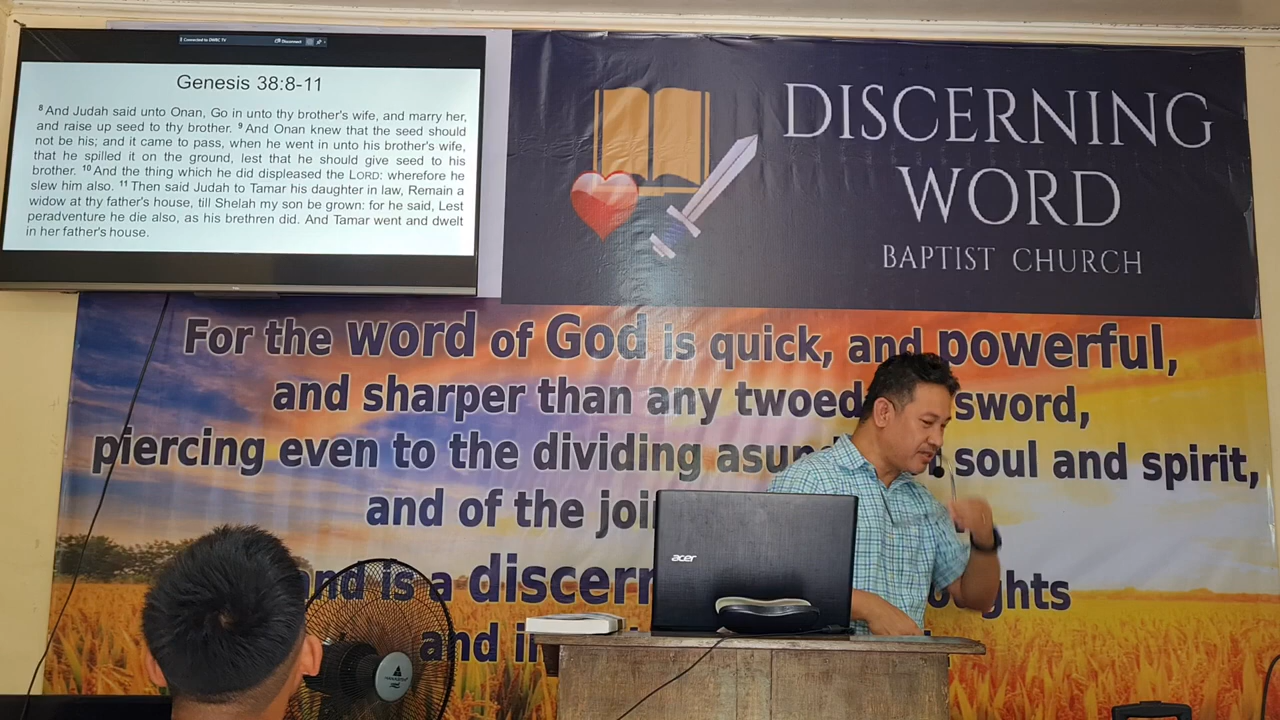 Connected to DWBC TV
Disconnect
Genesis 38:8-11
8 And Judah said unto Onan, Go in unto thy brother's wife, and marry her,
and raise up seed to thy brother. 9 And Onan knew that the seed should
not be his; and it came to pass, when he went in unto his brother's wife,
that he spilled it on the ground, lest that he should give seed to his
brother. 10 And the thing which he did displeased the LORD: wherefore he
slew him also. 11 Then said Judah to Tamar his daughter in law, Remain a
widow at thy father's house, till Shelah my son be grown: for he said, Lest
peradventure he die also, as his brethren did. And Tamar went and dwelt
in her father's house.
DISCERNING
WORD
BAPTIST CHURCH
For the word of God is quick, and powerful,
and sharper than any twoed sword,
piercing even to the dividing asun soul and spirit,
and of the joi
and is a discern oughts
and in
acer